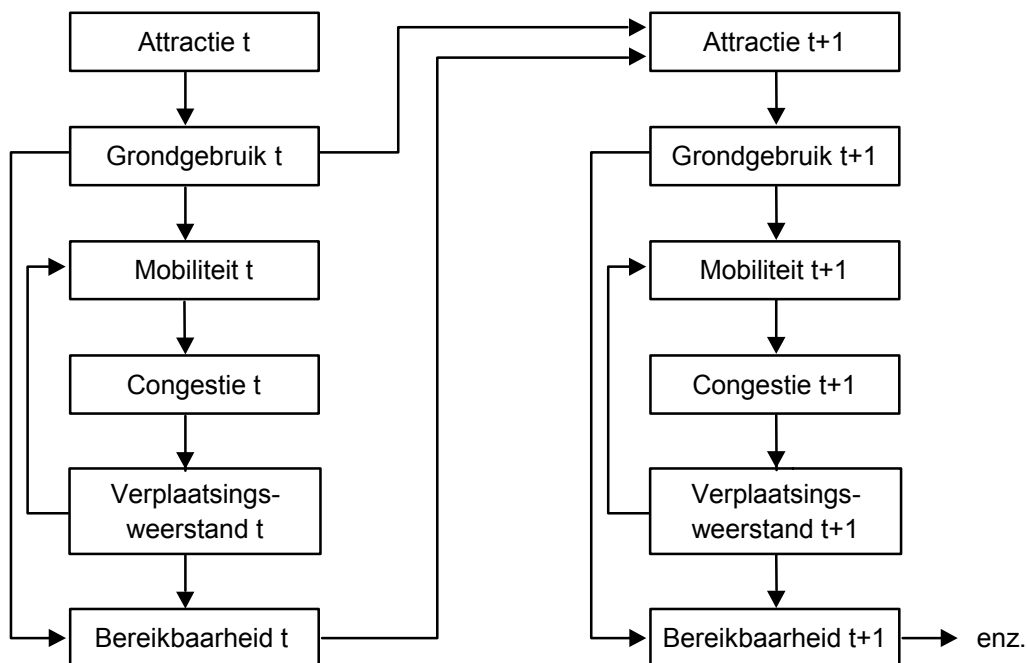 Attractie t
Grondgebruik t
Mobiliteit t
Congestie t
Verplaatsings-
weerstand t
Bereikbaarheid t
Attractie t+1
Grondgebruik t+1
Mobiliteit t+1
Congestie t+1
Verplaatsings-
weerstand t+1
Bereikbaarheid t+1
enz.